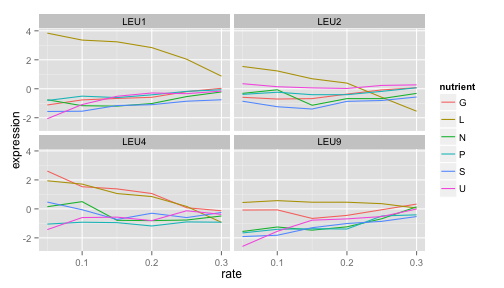 LEU1
LEU2
4
2
0
-2
LEU4
LEU9
4
2
0
-2
expression
0.1
0.2
0.3
0.1
0.2
0.3
rate
nutrient
G
L
N
P
S
U